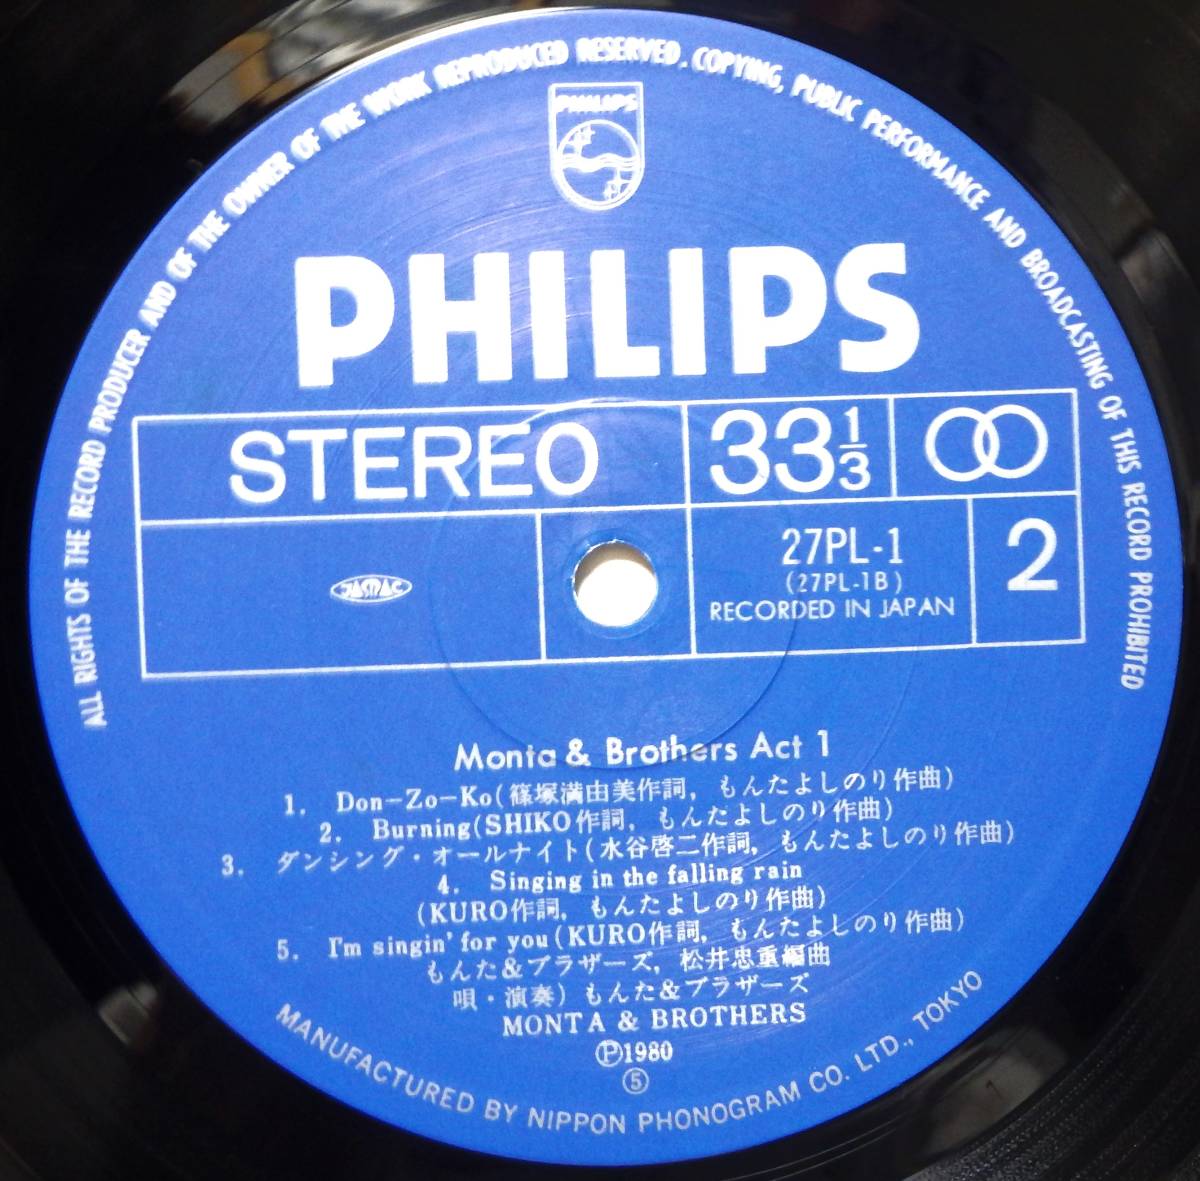 ALL RIGHTS OF THE RECORD PRODUCER AND OF THE OWNER OF THE WORK REPRODUCED RESERVED. COPYING, PUBLIC PERFORMANCE AND BROADCASTING OF THIS RECORD PROHIBITED
PHILIPS
PHILIPS
STEREO
33 1/3
JASRAC
27PL-1
(27PL-1B)
RECORDED IN JAPAN
2
Monta & Brothers Act 1
1. Don-Zo-Ko(篠塚満由美作詞, もんたよしのり作曲)
2. Burning(SHIKO作詞, もんたよしのり作曲)
3. ダンシング・オールナイト(水谷啓二作詞, もんたよしのり作曲)
4. Singing in the falling rain
(KURO作詞, もんたよしのり作曲)
5. I'm singin' for you(KURO作詞, もんたよしのり作曲)
もんた&ブラザーズ, 松井忠重編曲
唄・演奏) もんた&ブラザーズ
MONTA & BROTHERS
Ⓟ1980
⑤
MANUFACTURED BY NIPPON PHONOGRAM CO. LTD., TOKYO